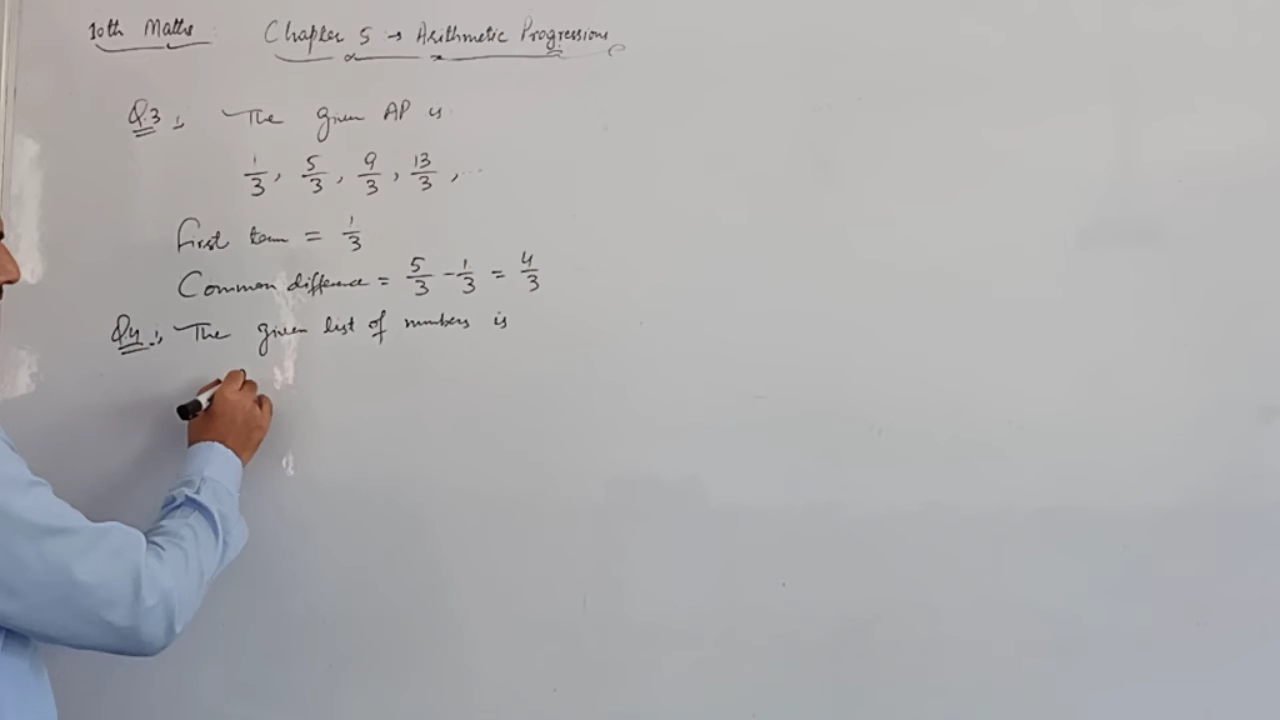 10th Maths Chapter 5 → Arithmetic Progressions
Q.3 : The given AP is
1/3, 5/3, 9/3, 13/3, ...
First term = 1/3
Common difference = 5/3 - 1/3 = 4/3
Q.4 : The given list of numbers is